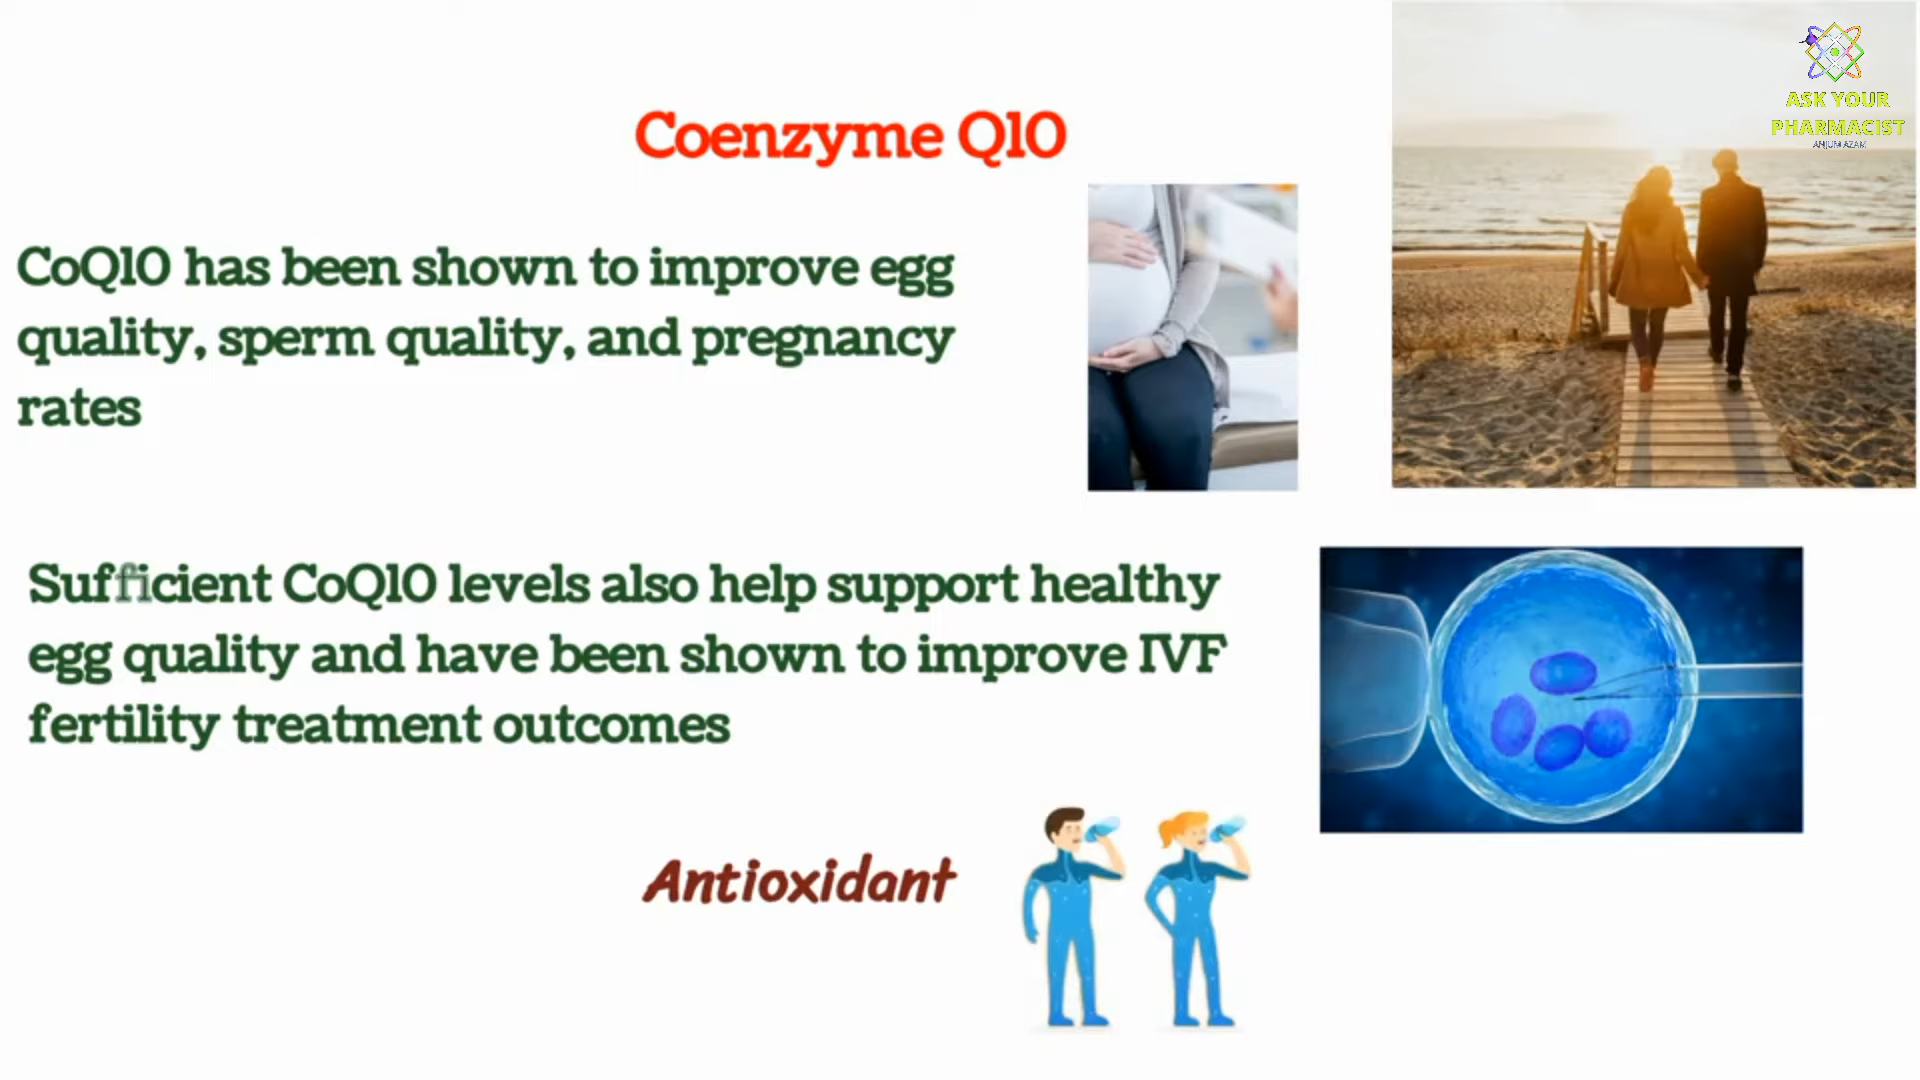 ASK YOUR
PHARMACIST
ANJUM AZAM
Coenzyme Q10
CoQ10 has been shown to improve egg
quality, sperm quality, and pregnancy
rates
Sufficient CoQ10 levels also help support healthy
egg quality and have been shown to improve IVF
fertility treatment outcomes
Antioxidant